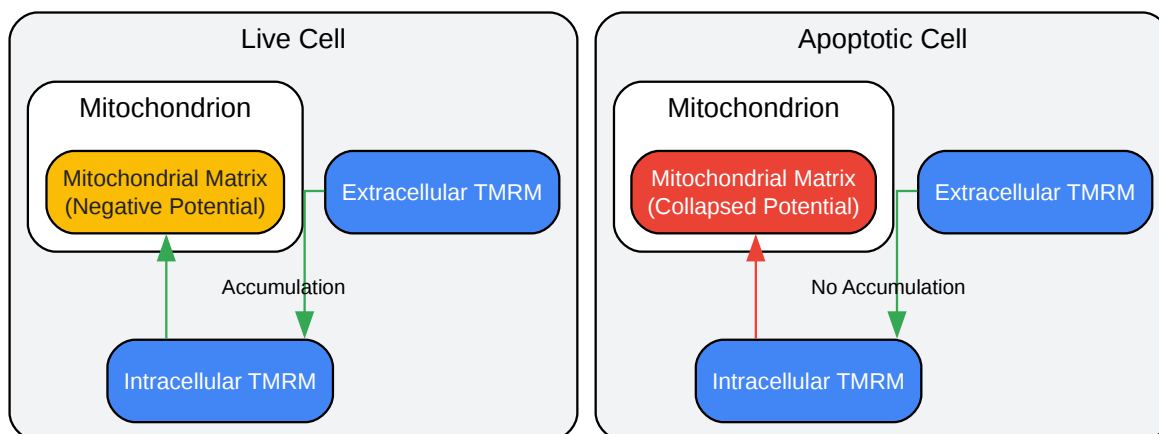 Live Cell
Mitochondrion
Mitochondrial Matrix
(Negative Potential)
Extracellular TMRM
Accumulation
Intracellular TMRM
Apoptotic Cell
Mitochondrion
Mitochondrial Matrix
(Collapsed Potential)
Extracellular TMRM
No Accumulation
Intracellular TMRM